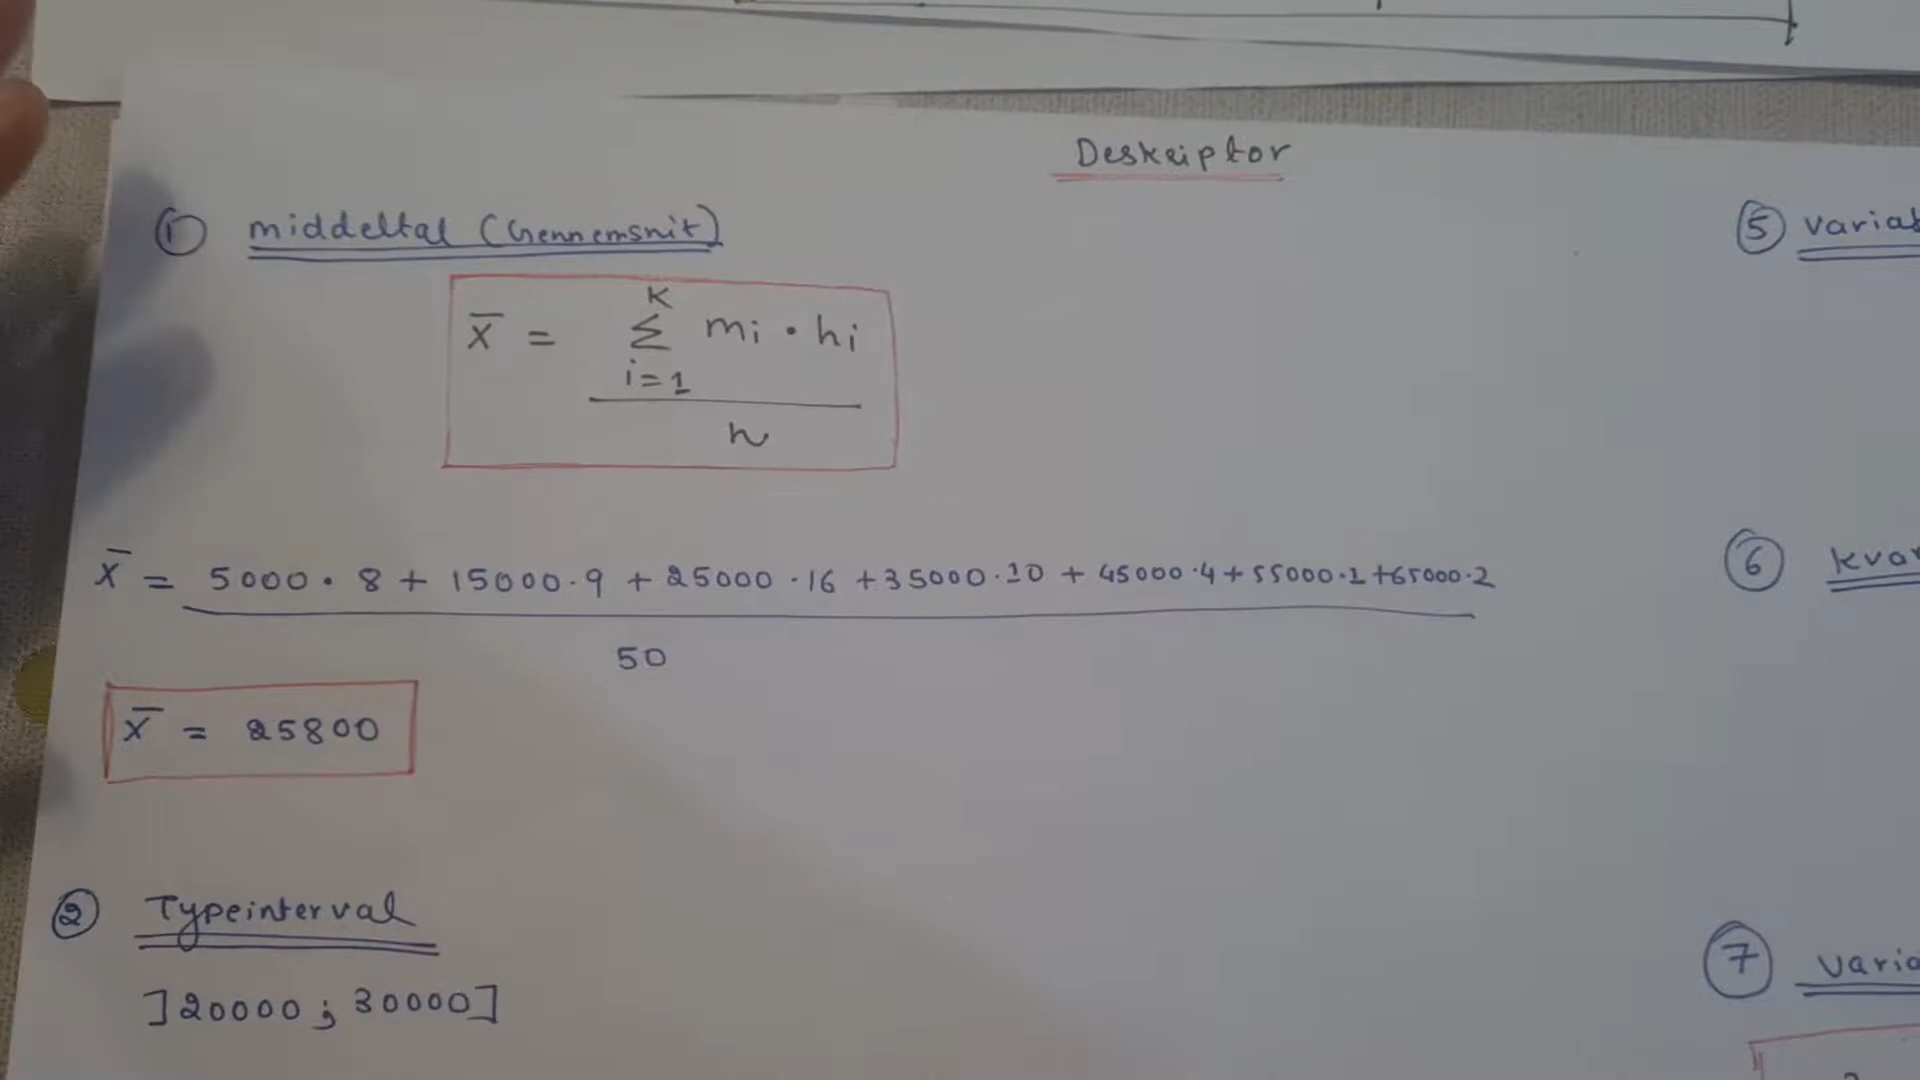 Deskriptor
① middeltal (Gennemsnit)
X̄ = K Σ i=1 mi · hi
n
X̄ = 5000 · 8 + 15000 · 9 + 25000 · 16 + 35000 · 10 + 45000 · 4 + 55000 · 1 + 65000 · 2
50
X̄ = 25800
② Typeinterval
]20000 ; 30000]
⑤
⑥
⑦